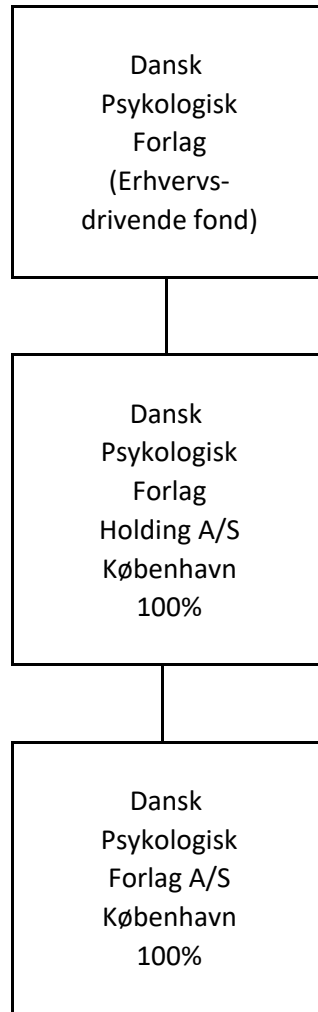 Dansk
Psykologisk
Forlag
(Erhvervs-
drivende fond)
Dansk
Psykologisk
Forlag
Holding A/S
København
100%
Dansk
Psykologisk
Forlag A/S
København
100%